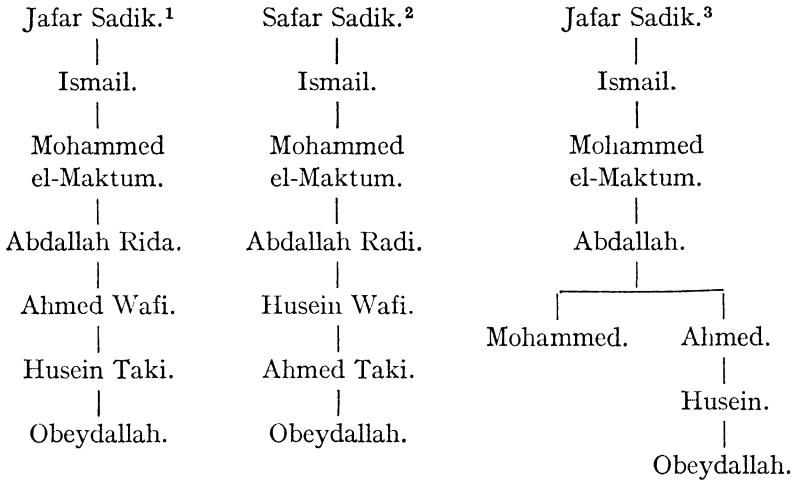 Jafar Sadik.¹
Ismail.
Mohammed
el-Maktum.
Abdallah Rida.
Ahmed Wafi.
Husein Taki.
Obeydallah.
Safar Sadik.²
Ismail.
Mohammed
el-Maktum.
Abdallah Radi.
Husein Wafi.
Ahmed Taki.
Obeydallah.
Jafar Sadik.³
Ismail.
Mohammed
el-Maktum.
Abdallah.
Mohammed.
Ahmed.
Husein.
Obeydallah.